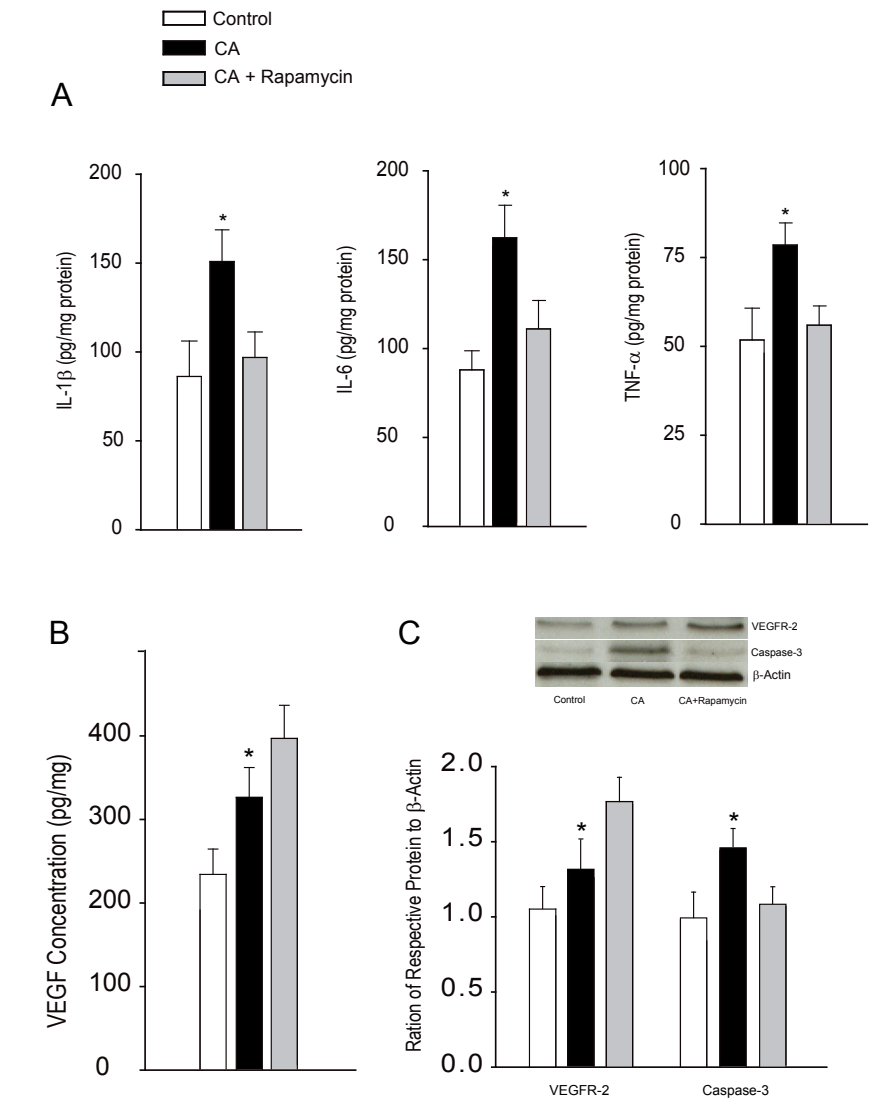 Control
CA
CA + Rapamycin
A
200
150
100
50
0
IL-1β (pg/mg protein)
*
200
150
100
50
0
IL-6 (pg/mg protein)
*
100
75
50
25
0
TNF-α (pg/mg protein)
*
B
400
300
200
100
0
VEGF Concentration (pg/mg)
*
C
VEGFR-2
Caspase-3
β-Actin
Control CA CA+Rapamycin
2.0
1.5
1.0
0.5
0.0
Ration of Respective Protein to β-Actin
*
*
VEGFR-2 Caspase-3